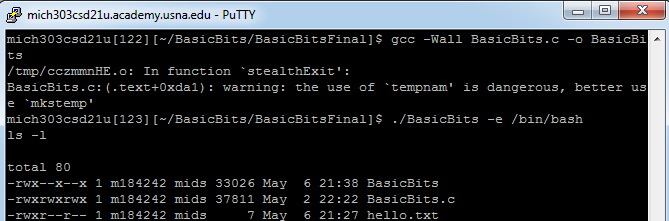 mich303csd21u.academy.usna.edu - PuTTY
mich303csd21u[122][~/BasicBits/BasicBitsFinal]$ gcc -Wall BasicBits.c -o BasicBi
ts
/tmp/cczmmnHE.o: In function `stealthExit':
BasicBits.c:(.text+0xda1): warning: the use of `tempnam' is dangerous, better us
e `mkstemp'
mich303csd21u[123][~/BasicBits/BasicBitsFinal]$ ./BasicBits -e /bin/bash
ls -l
total 80
-rwx--x--x 1 m184242 mids 33026 May  6 21:38 BasicBits
-rwxrwxrwx 1 m184242 mids 37811 May  2 22:22 BasicBits.c
-rwxr--r-- 1 m184242 mids     7 May  6 21:27 hello.txt